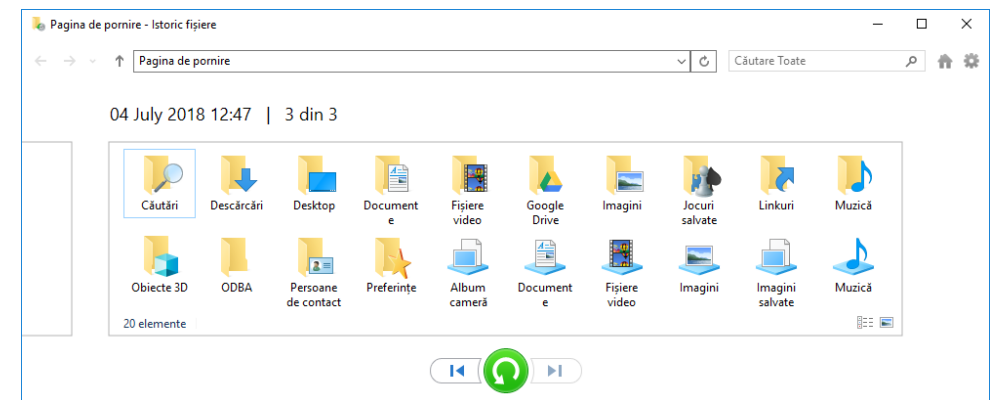 Pagina de pornire - Istoric fișiere
Pagina de pornire
Căutare Toate
04 July 2018 12:47 | 3 din 3
Căutări
Descărcări
Desktop
Document
e
Fișiere
video
Google
Drive
Imagini
Jocuri
salvate
Linkuri
Muzică
Obiecte 3D
ODBA
Persoane
de contact
Preferințe
Album
cameră
Document
e
Fișiere
video
Imagini
Imagini
salvate
Muzică
20 elemente